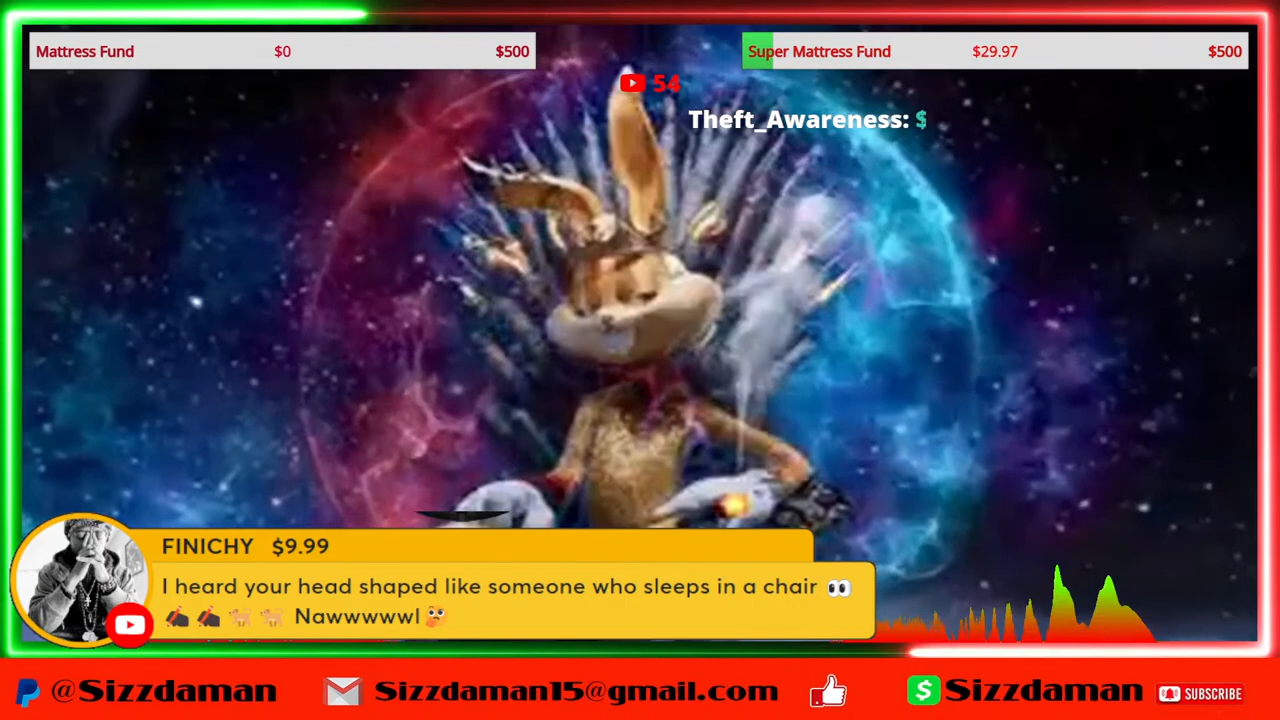 Mattress Fund $0 $500
Super Mattress Fund $29.97 $500
54
Theft_Awareness: $
FINICHY $9.99
I heard your head shaped like someone who sleeps in a chair 👀
Nawwwwwl
@Sizzdaman Sizzdaman15@gmail.com $ Sizzdaman SUBSCRIBE